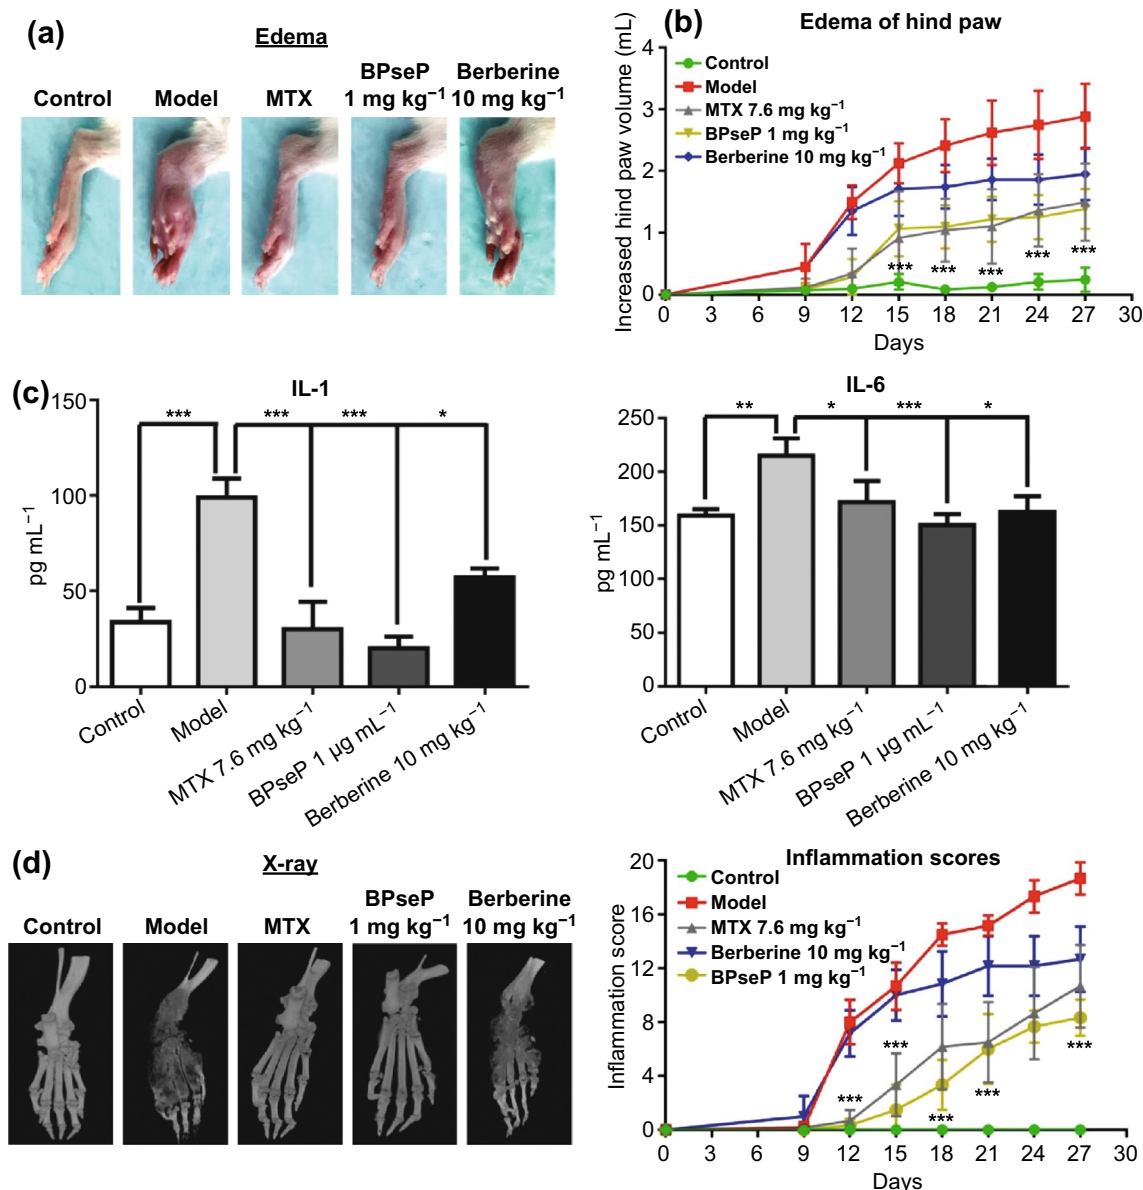 (a)
Edema
Control
Model
MTX
BPseP
1 mg kg⁻¹
Berberine
10 mg kg⁻¹
(b)
Edema of hind paw
Increased hind paw volume (mL)
4
3
2
1
0
Control
Model
MTX 7.6 mg kg⁻¹
BPseP 1 mg kg⁻¹
Berberine 10 mg kg⁻¹
*** *** *** *** ***
0 3 6 9 12 15 18 21 24 27 30
Days
(c)
IL-1
pg mL⁻¹
150
100
50
0
*** *** *** *
Control
Model
MTX 7.6 mg kg⁻¹
BPseP 1 µg mL⁻¹
Berberine 10 mg kg⁻¹
IL-6
pg mL⁻¹
250
200
150
100
50
0
** * *** *
Control
Model
MTX 7.6 mg kg⁻¹
BPseP 1 µg mL⁻¹
Berberine 10 mg kg⁻¹
(d)
X-ray
Control
Model
MTX
BPseP
1 mg kg⁻¹
Berberine
10 mg kg⁻¹
Inflammation scores
Inflammation score
20
16
12
8
4
0
Control
Model
MTX 7.6 mg kg⁻¹
Berberine 10 mg kg⁻¹
BPseP 1 mg kg⁻¹
*** *** *** *** ***
0 3 6 9 12 15 18 21 24 27 30
Days